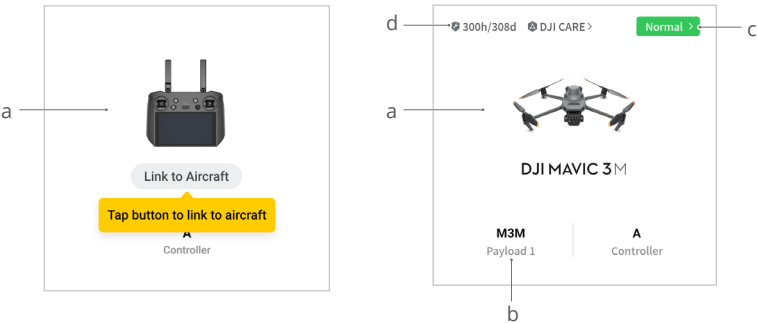 a
Link to Aircraft
Tap button to link to aircraft
A
Controller
d
300h/308d
DJI CARE
Normal
c
a
DJI MAVIC 3M
M3M
Payload 1
A
Controller
b